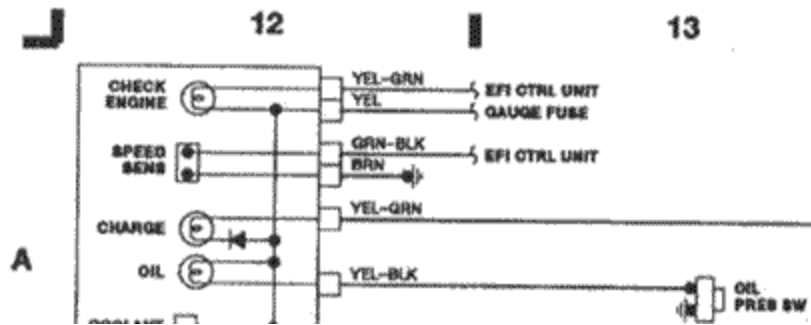 12
13
CHECK
ENGINE
YEL-GRN
EFI CTRL UNIT
YEL
GAUGE FUSE
SPEED
SENS
GRN-BLK
EFI CTRL UNIT
BRN
CHARGE
YEL-GRN
A
OIL
YEL-BLK
OIL
PRES SW
COOLANT